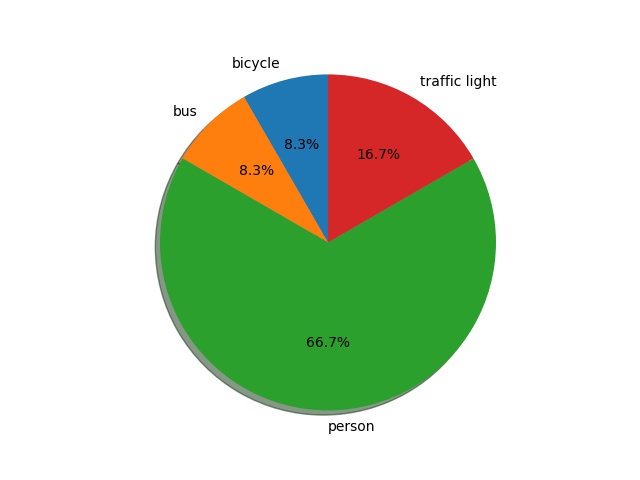 bicycle
traffic light
bus
8.3%
16.7%
8.3%
66.7%
person